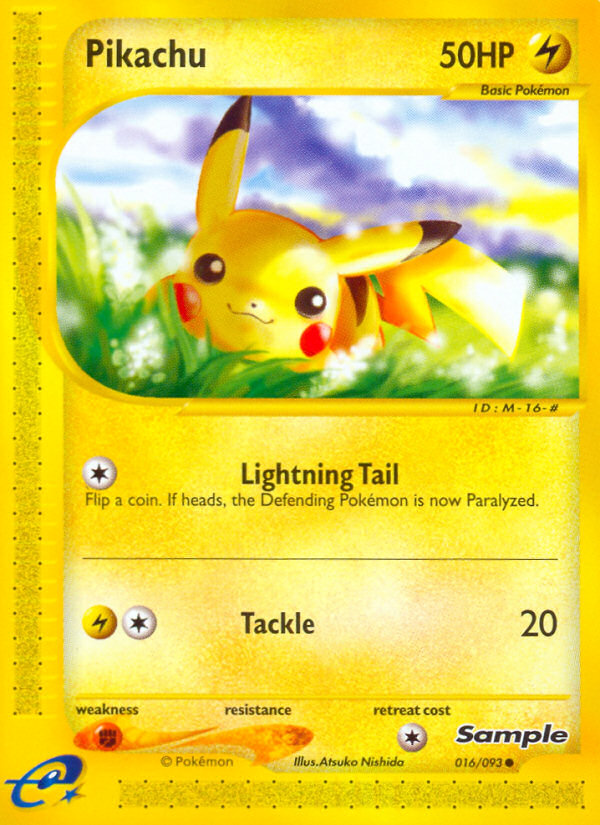 Pikachu 50HP
Basic Pokémon
ID: M-16-#
Lightning Tail
Flip a coin. If heads, the Defending Pokémon is now Paralyzed.
Tackle 20
weakness resistance retreat cost
Sample
© Pokémon Illus.Atsuko Nishida 016/093
e